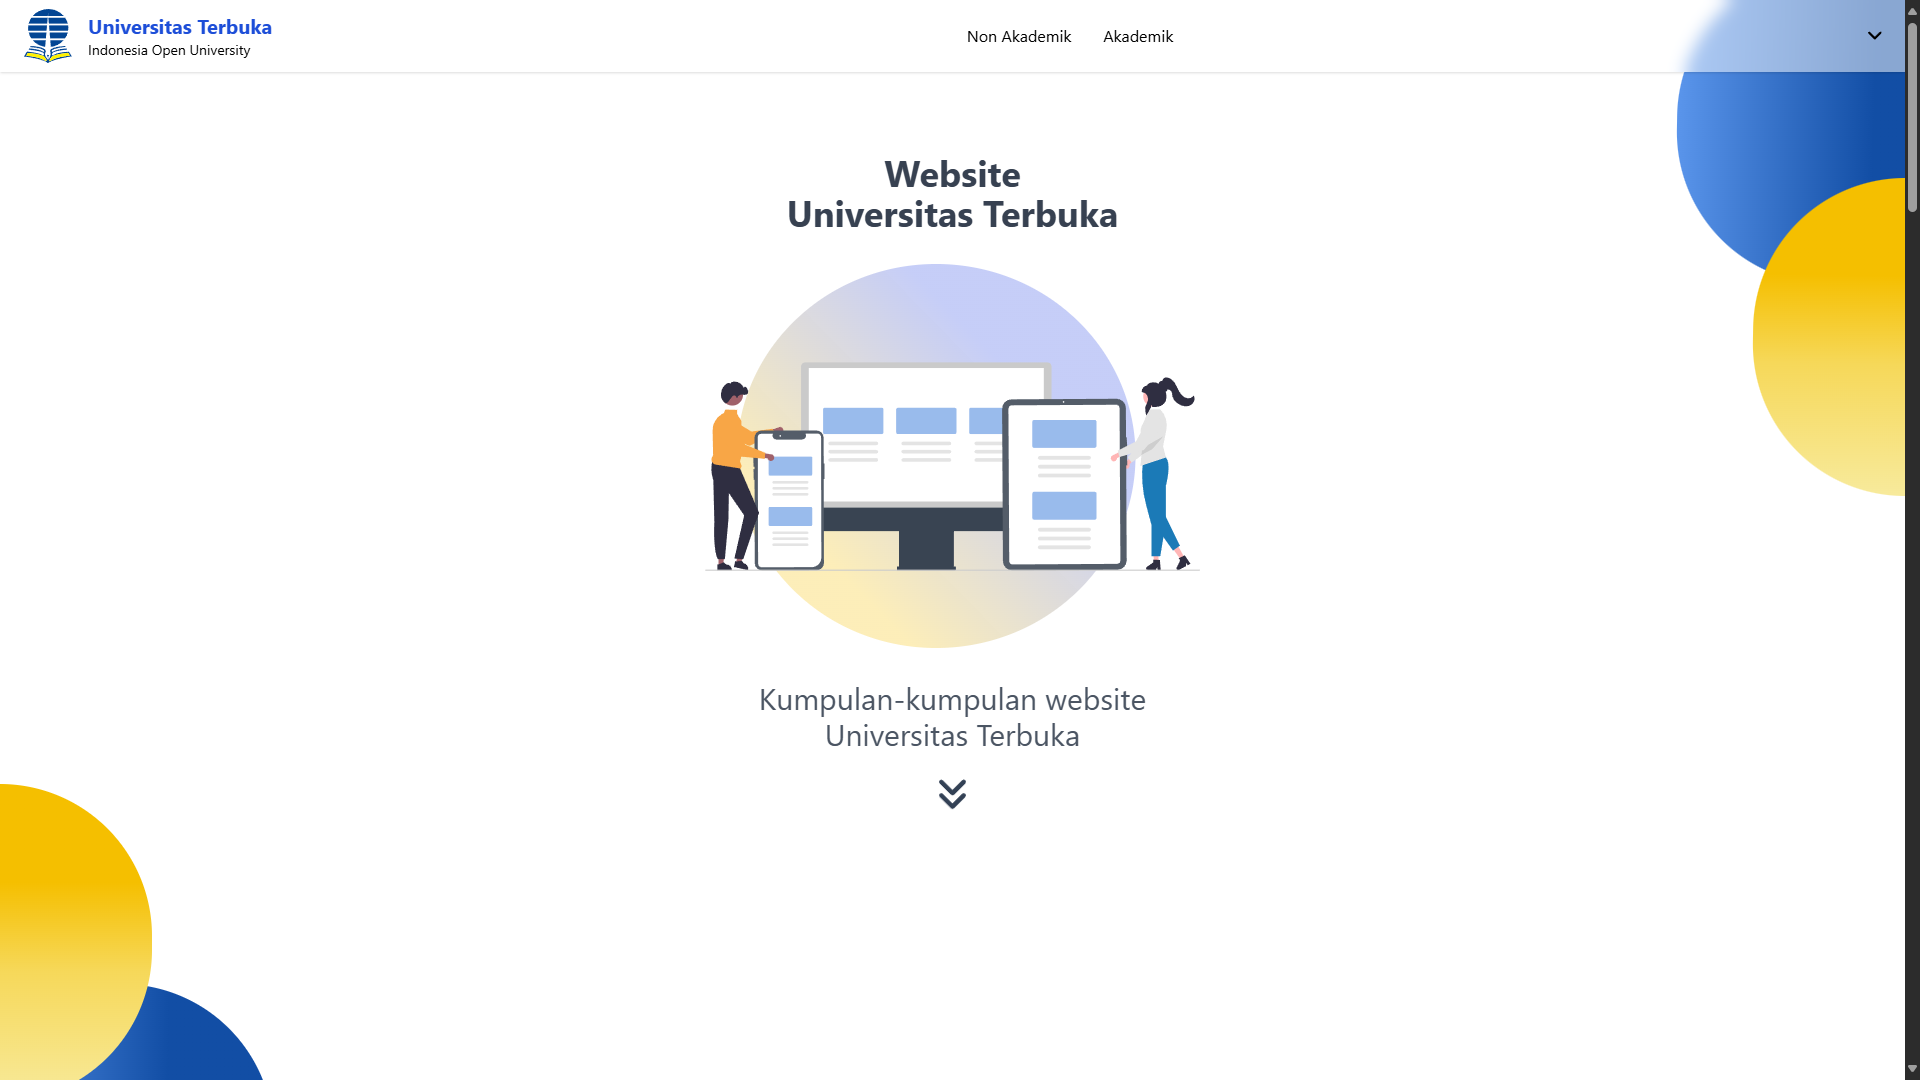 Universitas Terbuka
Indonesia Open University
Non Akademik
Akademik
Website
Universitas Terbuka
Kumpulan-kumpulan website
Universitas Terbuka